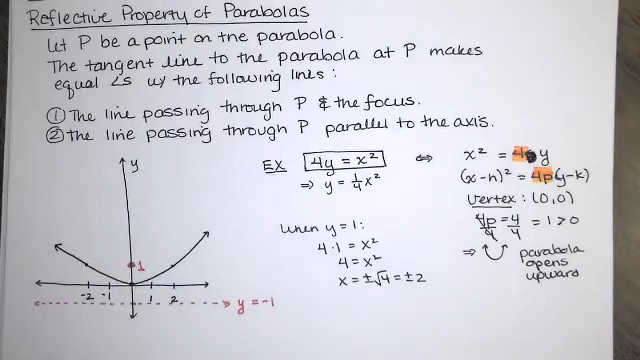 Reflective Property of Parabolas
Let P be a point on the parabola.
The tangent line to the parabola at P makes
equal ∠s w/ the following lines:
① The line passing through P & the focus.
② The line passing through P parallel to the axis.
EX 4y = x² ⇔ x² = 4 y
⇒ y = 1/4 x²
(x-h)² = 4p(y-k)
Vertex: (0,0)
4p/4 = 4/4 = 1 > 0
⇒ parabola
opens
upward
When y = 1:
4·1 = x²
4 = x²
x = ±√4 = ±2
y
1
-2 -1 1 2
y = -1